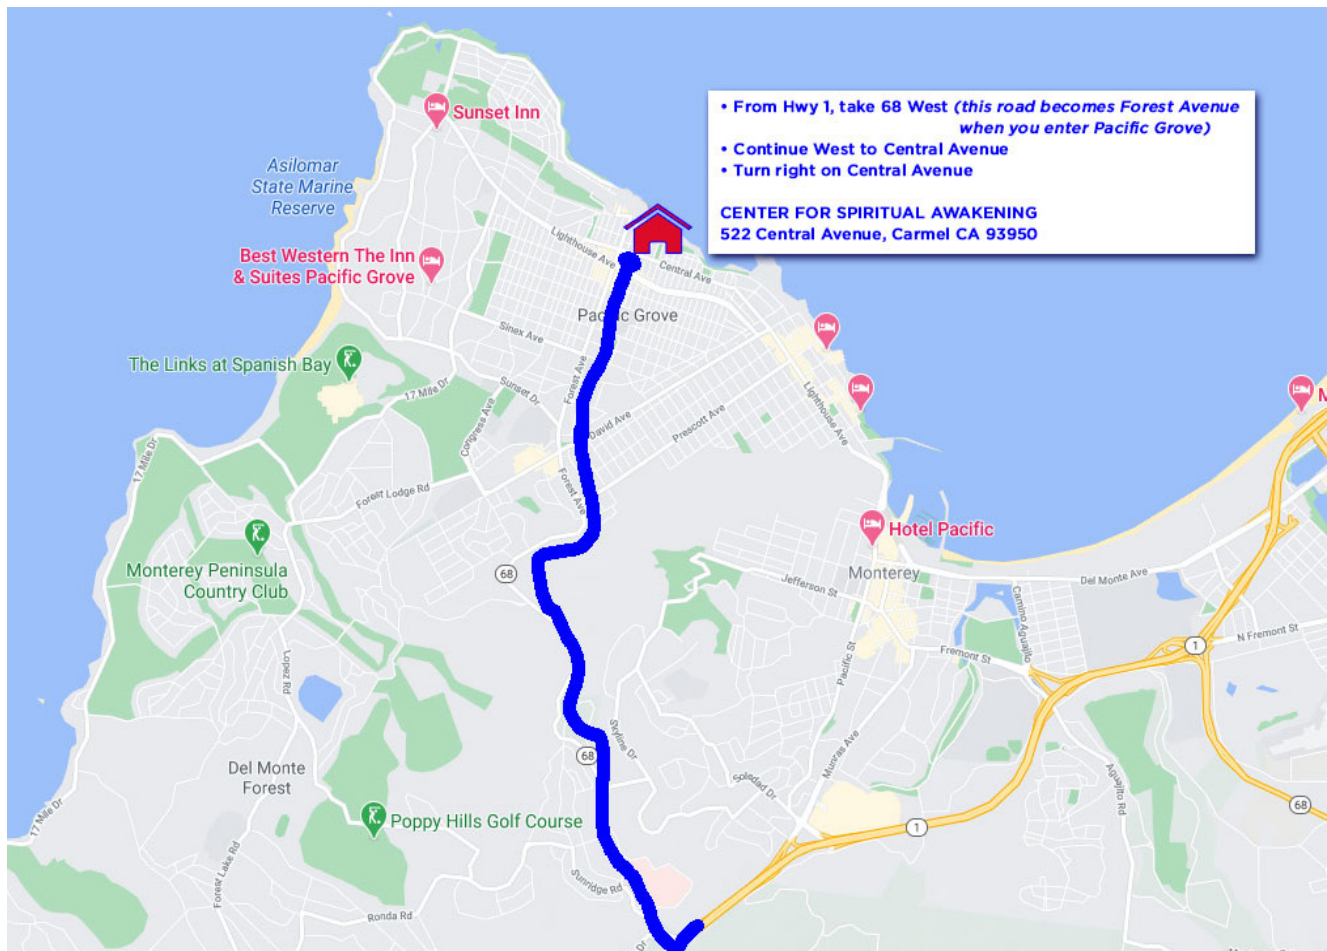 • From Hwy 1, take 68 West (this road becomes Forest Avenue
when you enter Pacific Grove)
• Continue West to Central Avenue
• Turn right on Central Avenue
CENTER FOR SPIRITUAL AWAKENING
522 Central Avenue, Carmel CA 93950
Sunset Inn
Asilomar
State Marine
Reserve
Best Western The Inn
& Suites Pacific Grove
Lighthouse Ave
Central Ave
Pacific Grove
Sinex Ave
The Links at Spanish Bay
17 Mile Dr
Sunset Dr
Forest Ave
Congress Ave
David Ave
Prescott Ave
Lighthouse Ave
M
17 Mile Dr
Forest Lodge Rd
Forest Ave
Hotel Pacific
Monterey Peninsula
Country Club
68
Monterey
Jefferson St
Del Monte Ave
Camino Aguajito
N Fremont St
1
Fremont St
Pacific St
Lopez Rd
Skyline Dr
68
Munras Ave
Soledad Dr
Del Monte
Forest
Aguajito Rd
68
17 Mile Dr
Poppy Hills Golf Course
1
Forest Lake Rd
Sunridge Rd
Ronda Rd
Dr